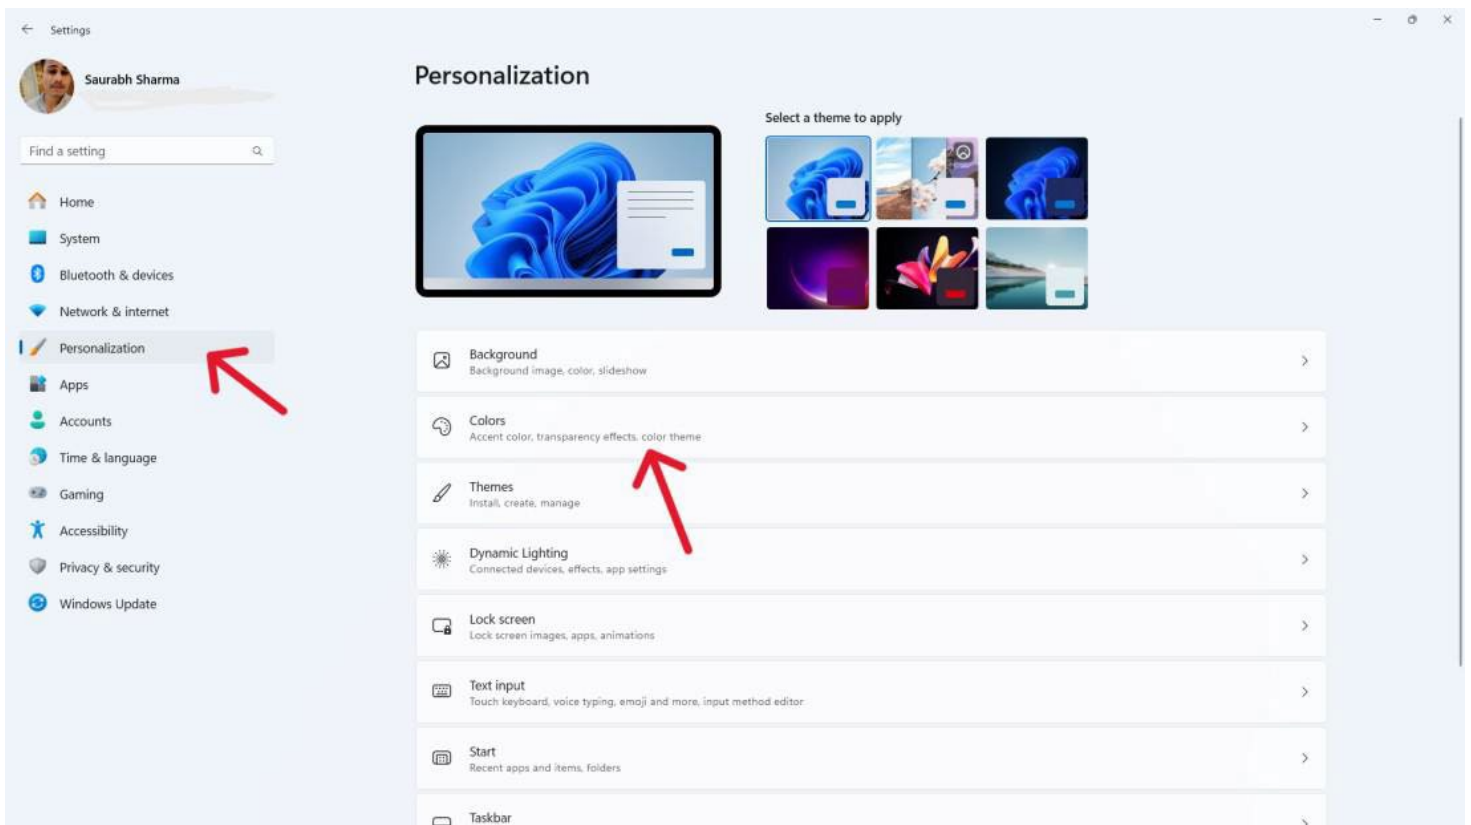 Settings
Saurabh Sharma
Find a setting
Home
System
Bluetooth & devices
Network & internet
Personalization
Apps
Accounts
Time & language
Gaming
Accessibility
Privacy & security
Windows Update
Personalization
Select a theme to apply
Background
Background image, color, slideshow
Colors
Accent color, transparency effects, color theme
Themes
Install, create, manage
Dynamic Lighting
Connected devices, effects, app settings
Lock screen
Lock screen images, apps, animations
Text input
Touch keyboard, voice typing, emoji and more, input method editor
Start
Recent apps and items, folders
Taskbar